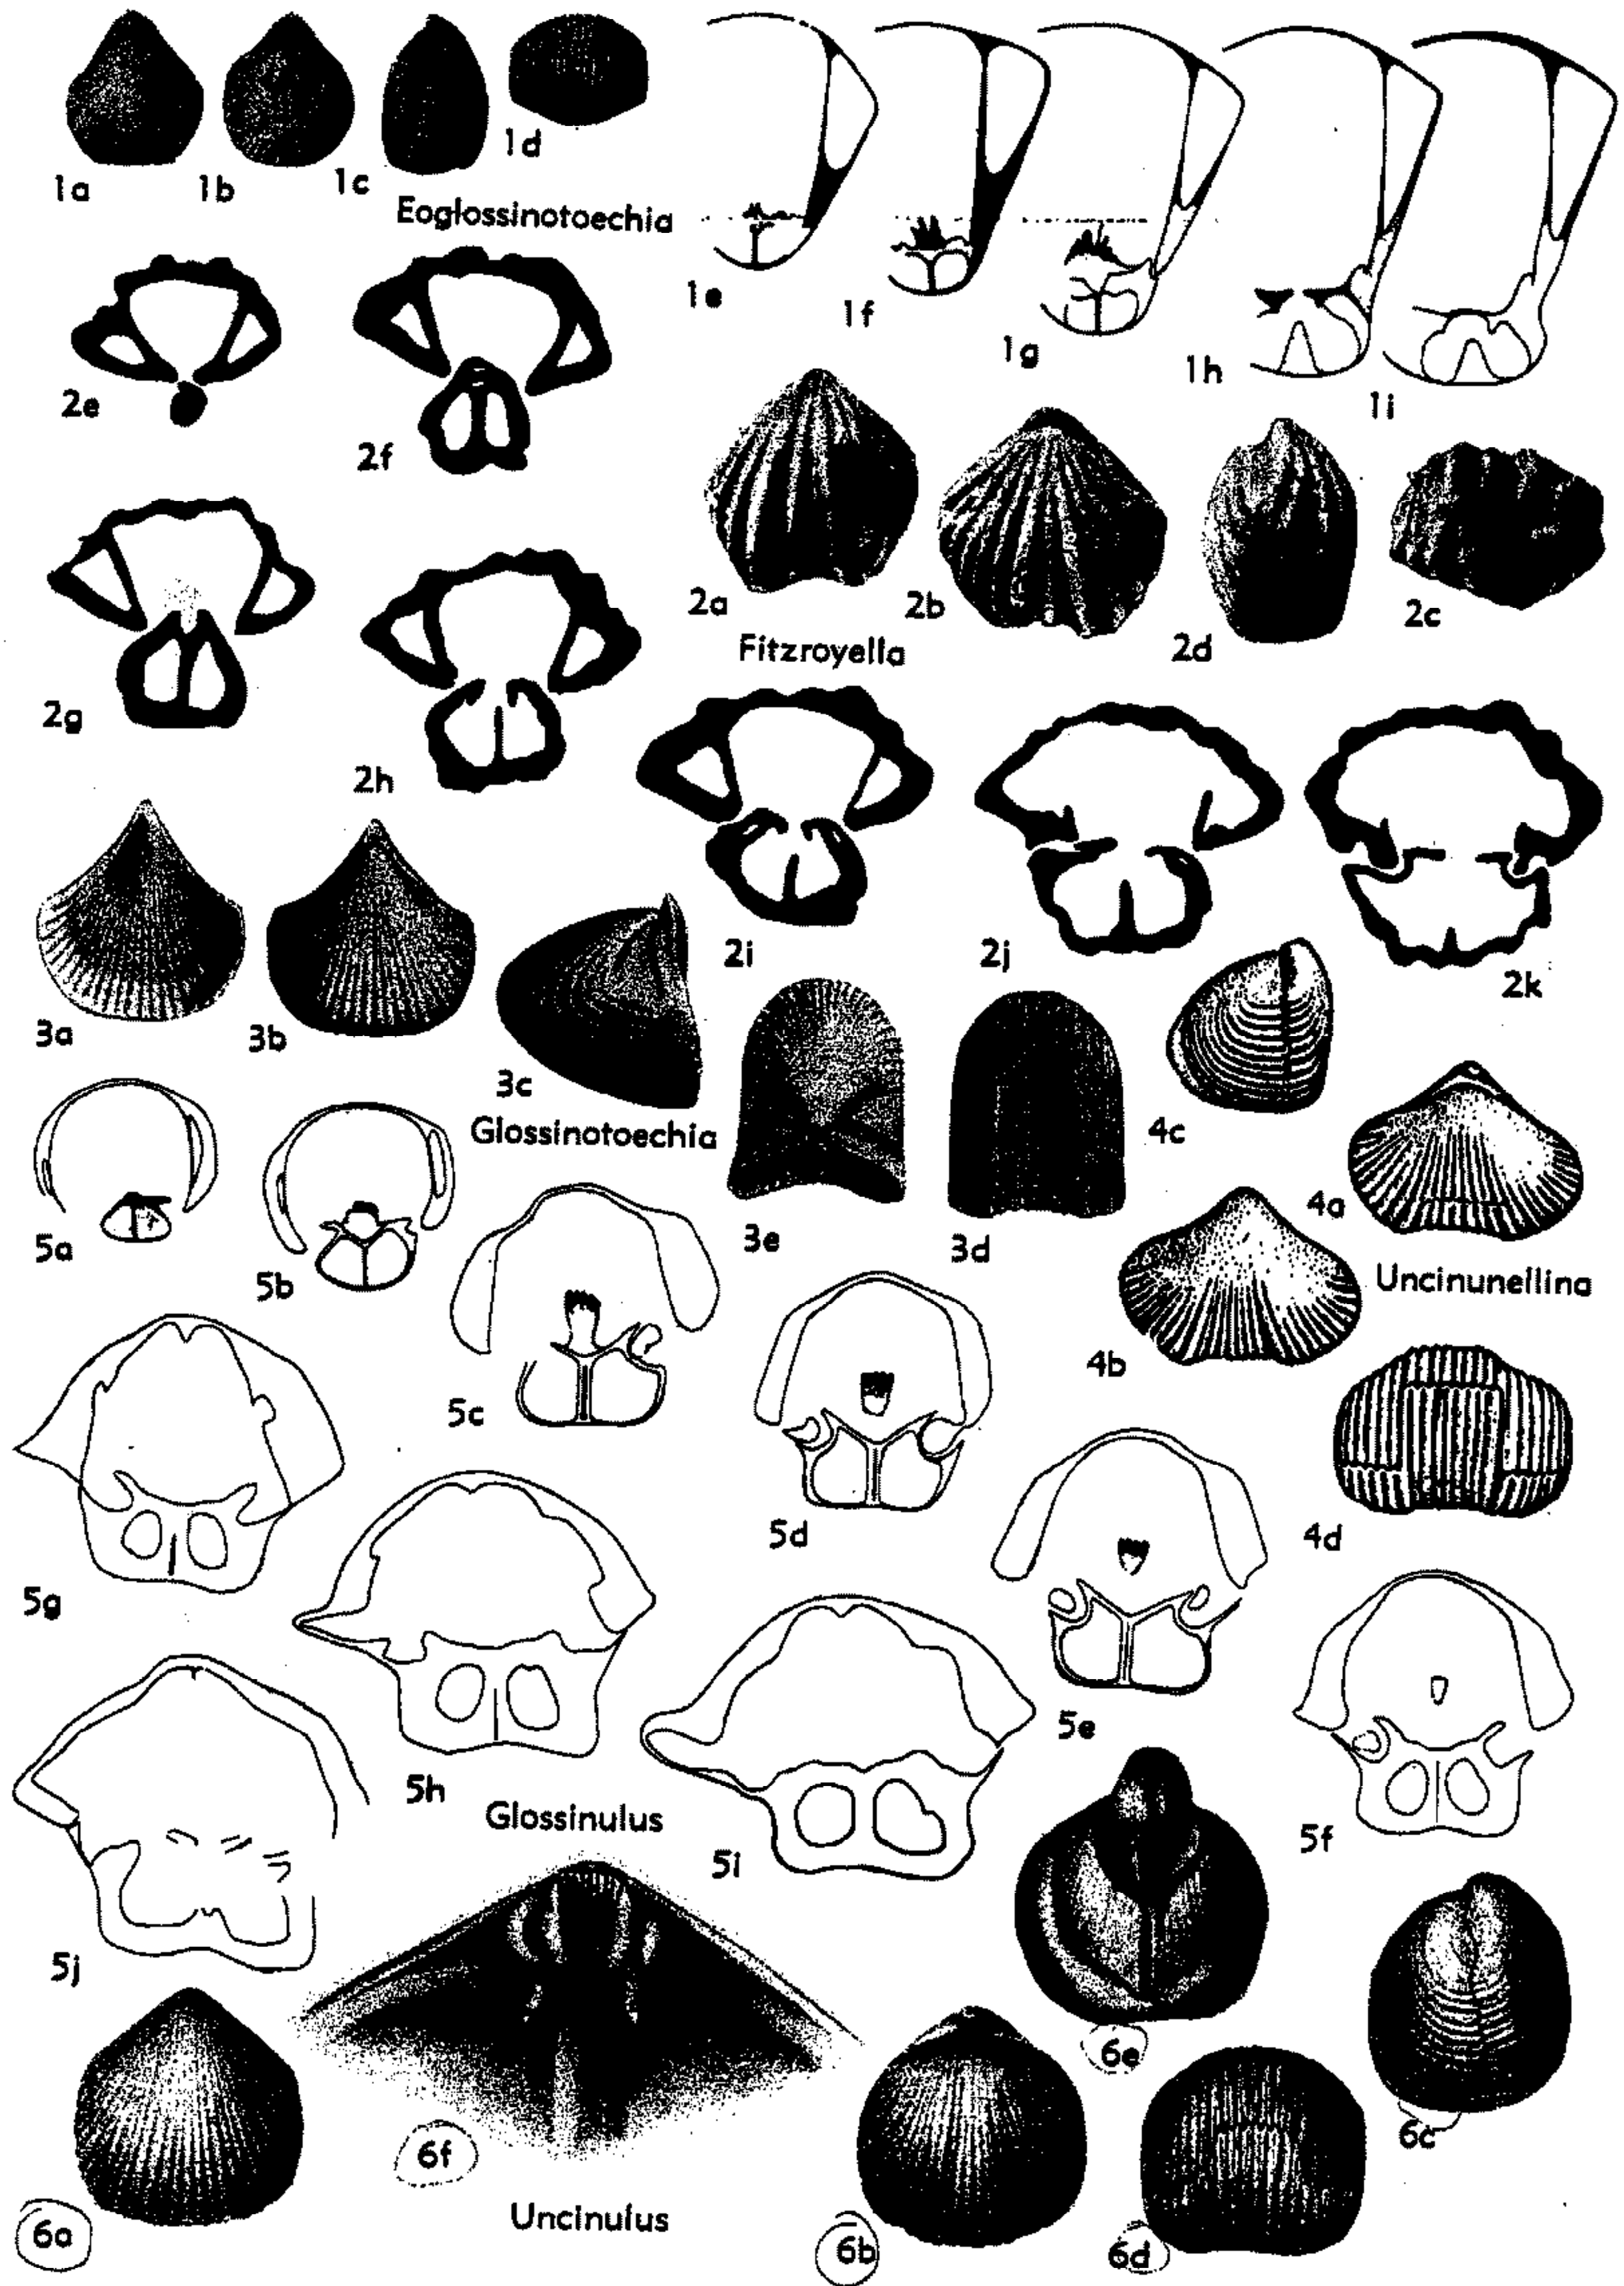 1a
1b
1c
1d
Eoglossinotoechia
1e
1f
1g
1h
1i
2e
2f
2a
2b
2d
2c
Fitzroyella
2g
2h
2i
2j
2k
3a
3b
3c
Glossinotoechia
3e
3d
4c
4a
Uncinunellina
4b
4d
5a
5b
5c
5d
5e
5f
5g
5h
Glossinulus
5i
5j
6e
6c
6f
Uncinulus
6a
6b
6d